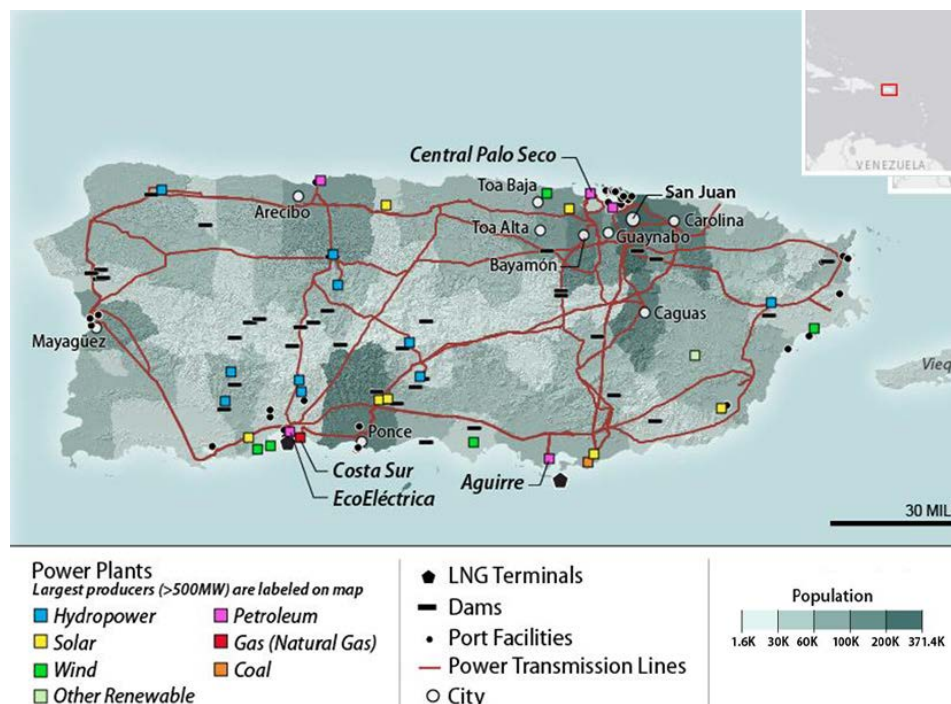 VENEZUELA
Central Palo Seco
Toa Baja
San Juan
Arecibo
Carolina
Toa Alta
Guaynabo
Bayamón
Caguas
Mayagüez
Vieq
Ponce
Costa Sur
Aguirre
EcoEléctrica
30 MIL
Power Plants
Largest producers (>500MW) are labeled on map
Hydropower
Petroleum
Solar
Gas (Natural Gas)
Wind
Coal
Other Renewable
LNG Terminals
Dams
Port Facilities
Power Transmission Lines
City
Population
1.6K 30K 60K 100K 200K 371.4K